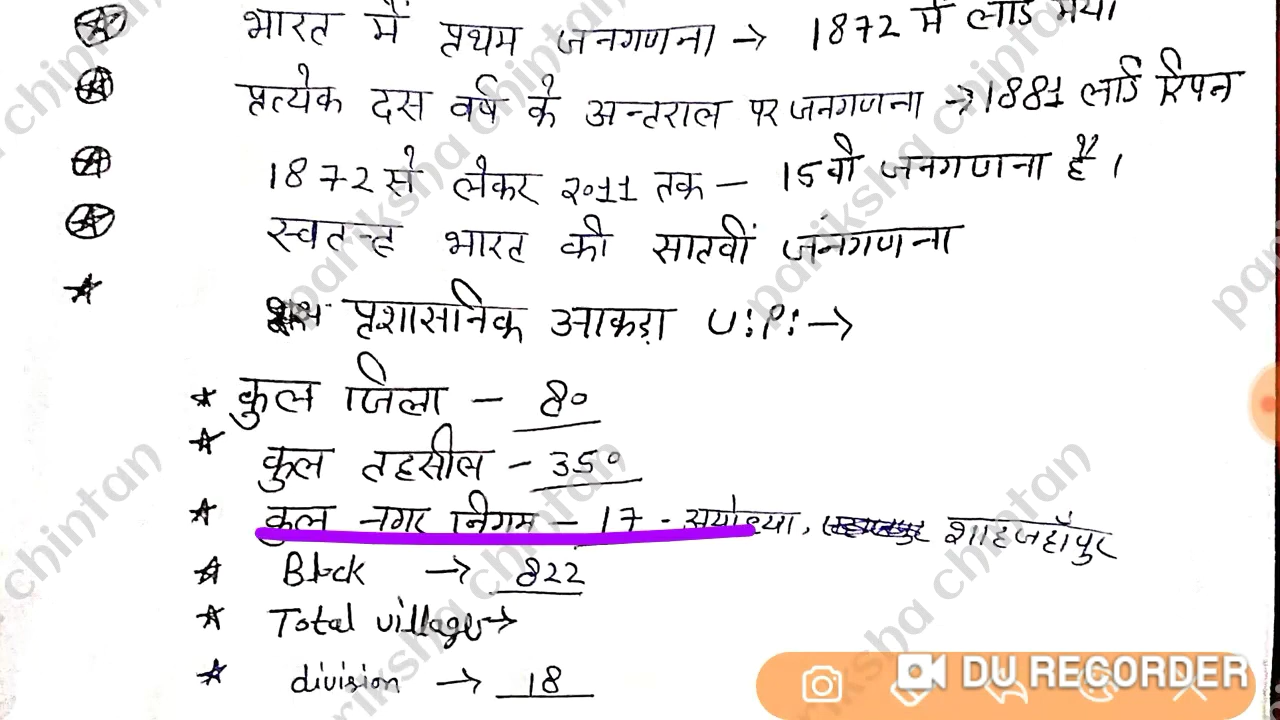 भारत में प्रथम जनगणना → 1872 में लार्ड मेयो
प्रत्येक दस वर्ष के अन्तराल पर जनगणना → 1881 लार्ड रिपन
1872 से लेकर 2011 तक – 15वी जनगणना है।
स्वतन्त्र भारत की सातवीं जनगणना
प्रशासनिक आकड़ा U.P. →
कुल जिला – 80
कुल तहसील – 350
कुल नगर निगम – 17 - अयोध्या, शाहजहाँपुर
Block → 822
Total village →
division → 18
DU RECORDER
pariksha chintan